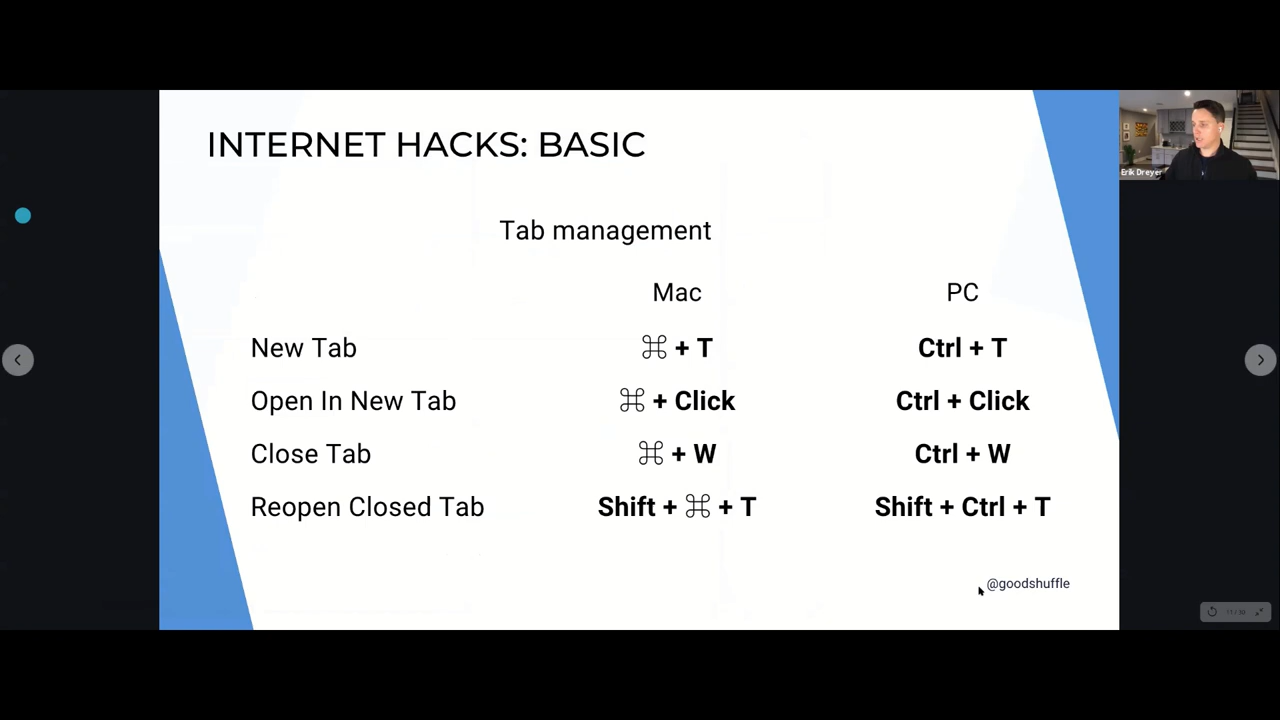 INTERNET HACKS: BASIC
Erik Dreyer
Tab management
Mac PC
New Tab ⌘ + T Ctrl + T
Open In New Tab ⌘ + Click Ctrl + Click
Close Tab ⌘ + W Ctrl + W
Reopen Closed Tab Shift + ⌘ + T Shift + Ctrl + T
@goodshuffle